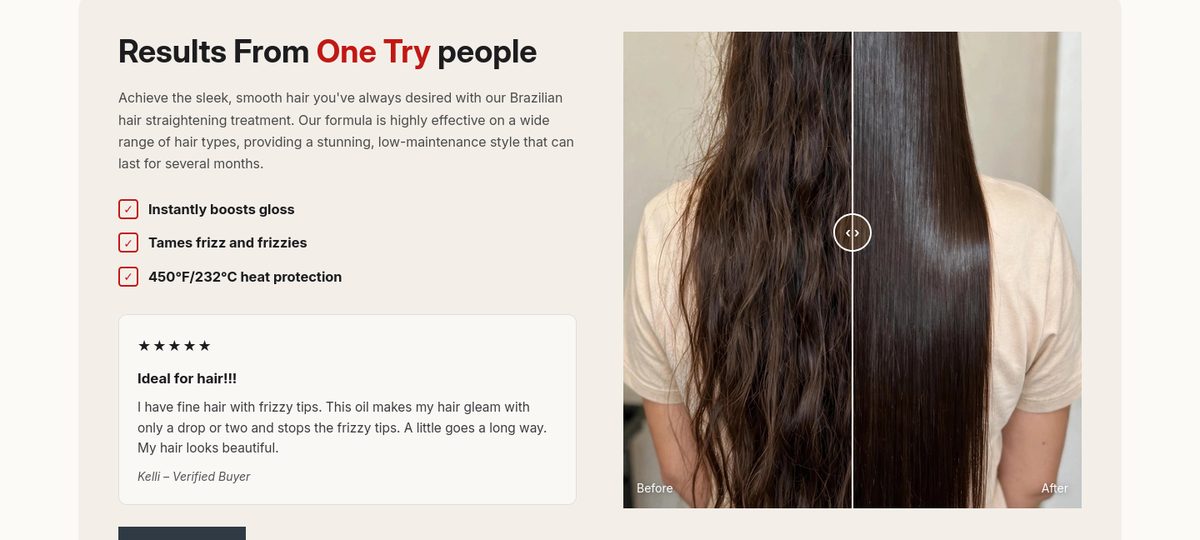 Results From One Try people
Achieve the sleek, smooth hair you've always desired with our Brazilian
hair straightening treatment. Our formula is highly effective on a wide
range of hair types, providing a stunning, low-maintenance style that can
last for several months.
✓ Instantly boosts gloss
✓ Tames frizz and frizzies
✓ 450°F/232°C heat protection
★★★★★
Ideal for hair!!!
I have fine hair with frizzy tips. This oil makes my hair gleam with
only a drop or two and stops the frizzy tips. A little goes a long way.
My hair looks beautiful.
Kelli – Verified Buyer
Before
After